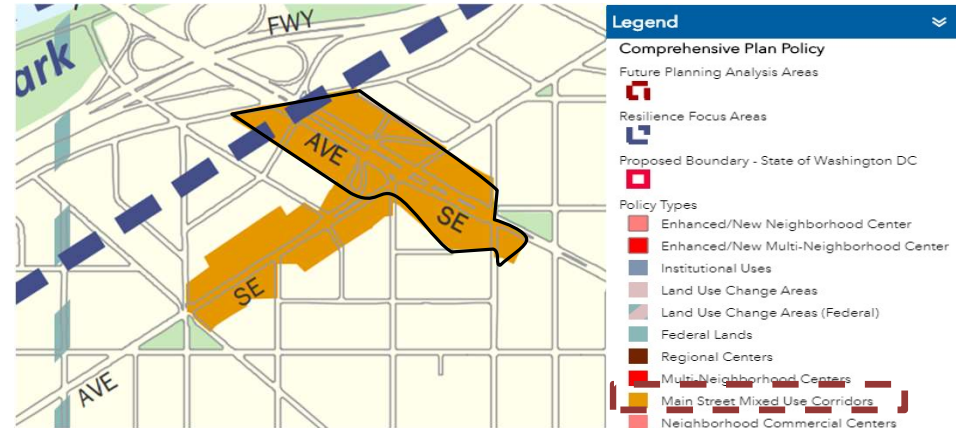 FWY
ark
AVE
SE
SE
AVE
Legend
Comprehensive Plan Policy
Future Planning Analysis Areas
Resilience Focus Areas
Proposed Boundary - State of Washington DC
Policy Types
Enhanced/New Neighborhood Center
Enhanced/New Multi-Neighborhood Center
Institutional Uses
Land Use Change Areas
Land Use Change Areas (Federal)
Federal Lands
Regional Centers
Multi-Neighborhood Centers
Main Street Mixed Use Corridors
Neighborhood Commercial Centers